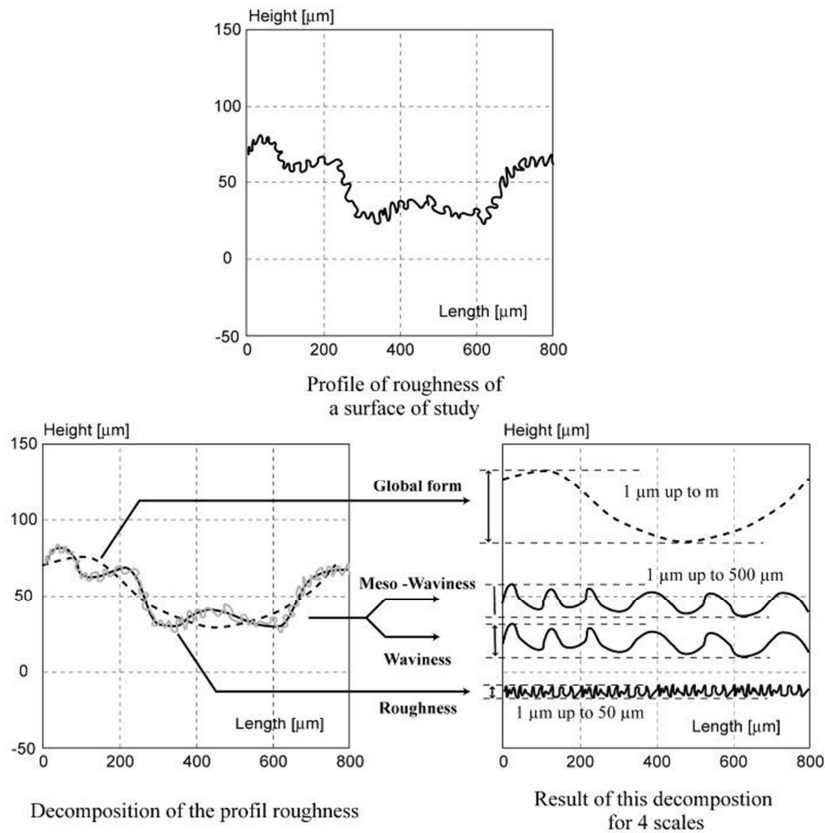 Height [μm]
150
100
50
0
-50
Length [μm]
0 200 400 600 800
Profile of roughness of
a surface of study
Height [μm]
150
100
50
0
-50
Length [μm]
0 200 400 600 800
Decomposition of the profil roughness
Global form
Meso -Waviness
Waviness
Roughness
Height [μm]
1 μm up to m
1 μm up to 500 μm
1 μm up to 50 μm
Length [μm]
0 200 400 600 800
Result of this decompostion
for 4 scales